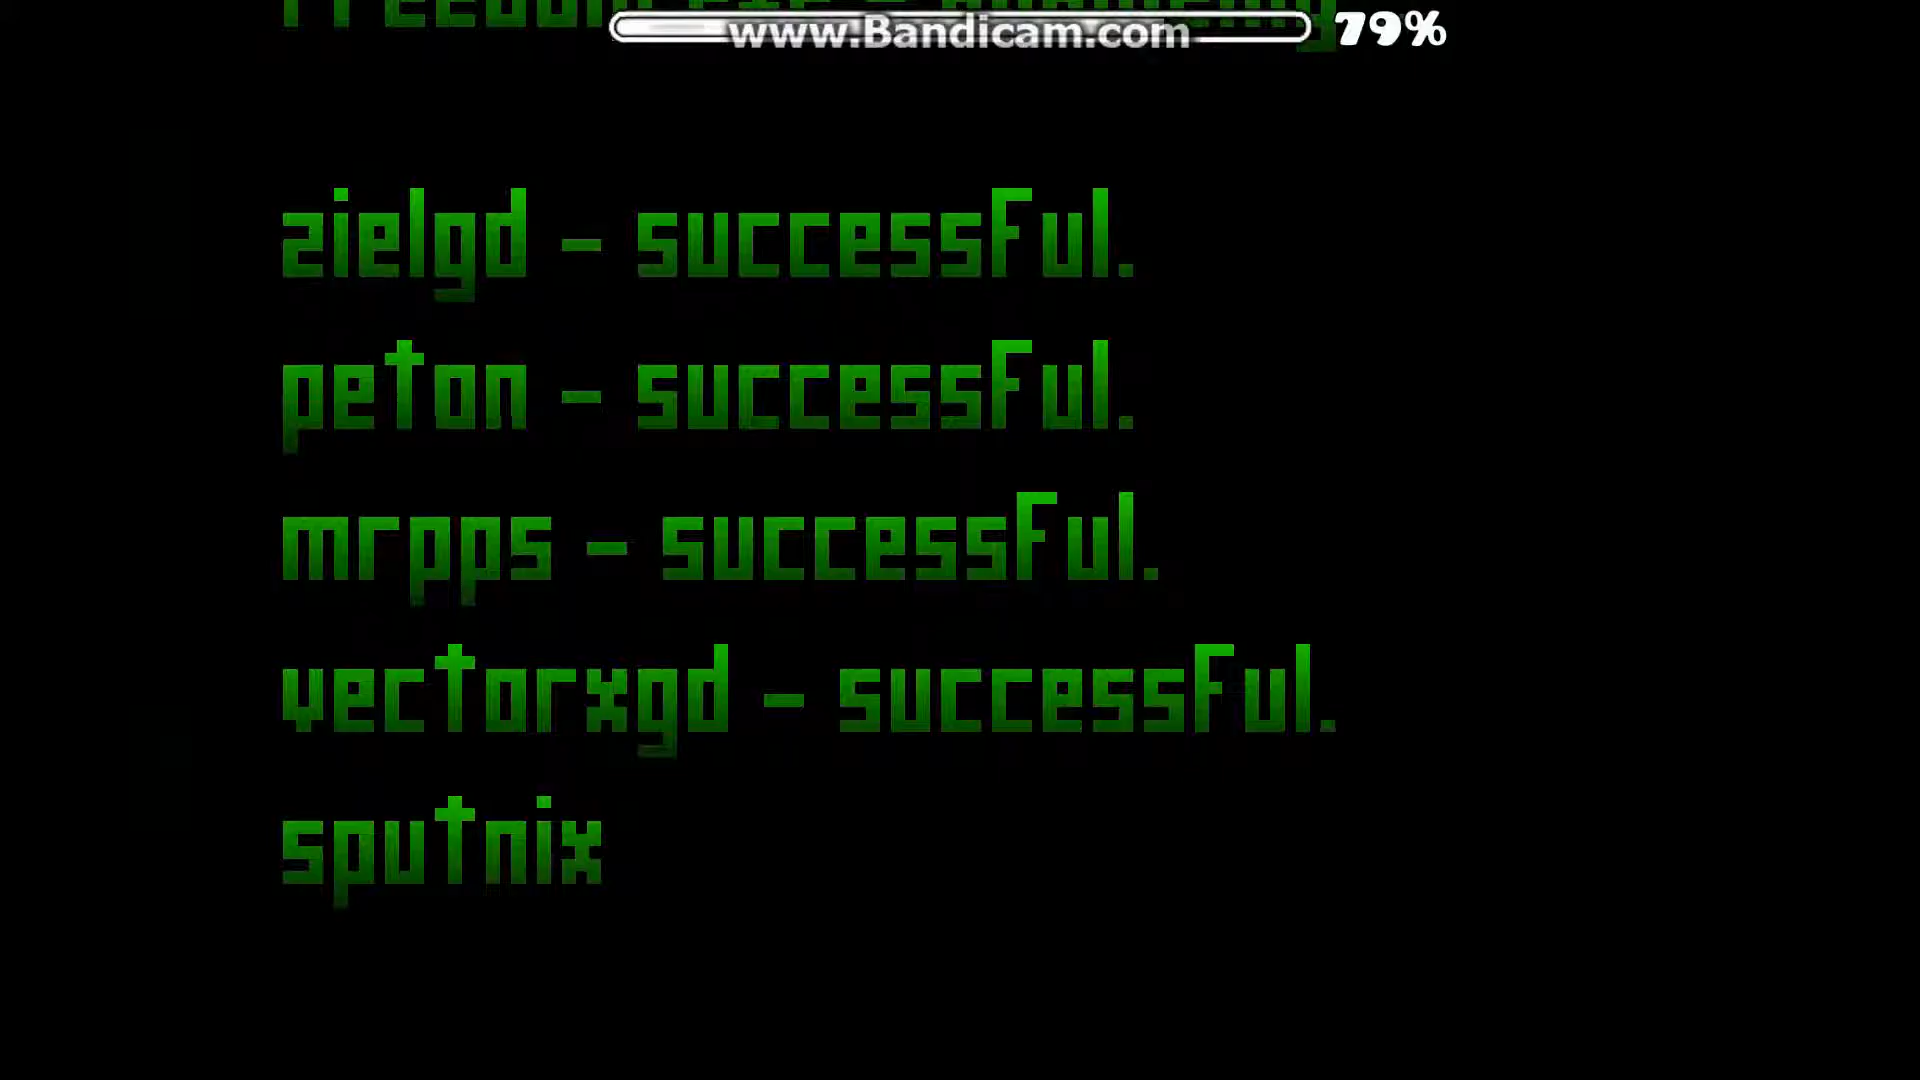 www.Bandicam.com 79%
zielgd - successful.
peton - successful.
mrpps - successful.
vectorxgd - successful.
sputnix